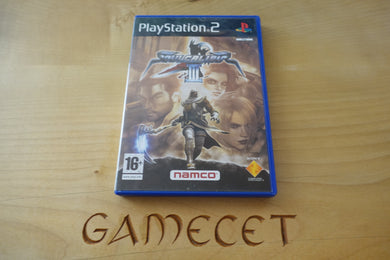 PlayStation 2
SOULCALIBUR
III
16+
namco
GAMECET